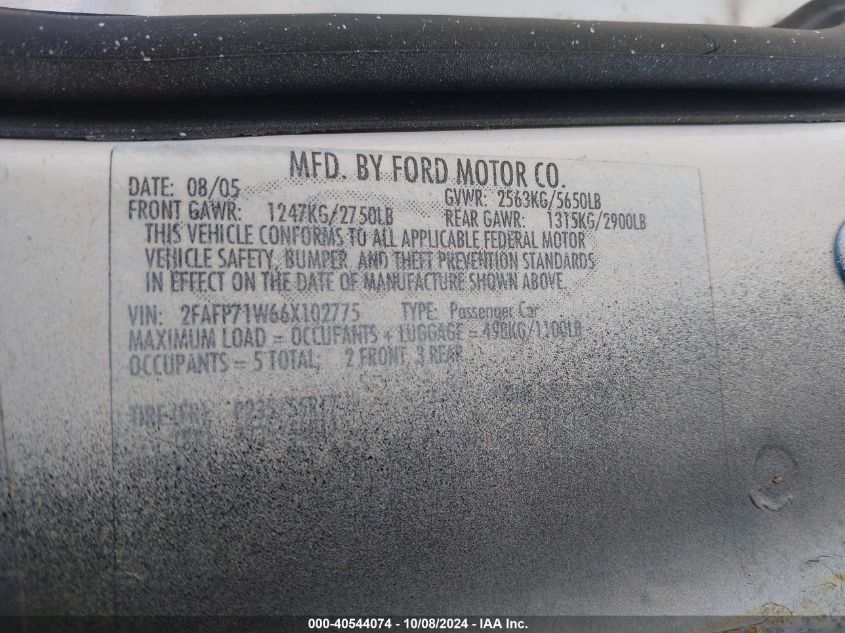 MFD. BY FORD MOTOR CO.
DATE: 08/05 GVWR: 2563KG/5650LB
FRONT GAWR: 1247KG/2750LB REAR GAWR: 1315KG/2900LB
THIS VEHICLE CONFORMS TO ALL APPLICABLE FEDERAL MOTOR
VEHICLE SAFETY, BUMPER, AND THEFT PREVENTION STANDARDS
IN EFFECT ON THE DATE OF MANUFACTURE SHOWN ABOVE.
VIN: 2FAFP71W66X102775 TYPE: Passenger Car
MAXIMUM LOAD = OCCUPANTS + LUGGAGE = 498KG/1100LB
OCCUPANTS = 5 TOTAL, 2 FRONT, 3 REAR
000-40544074 - 10/08/2024 - IAA Inc.